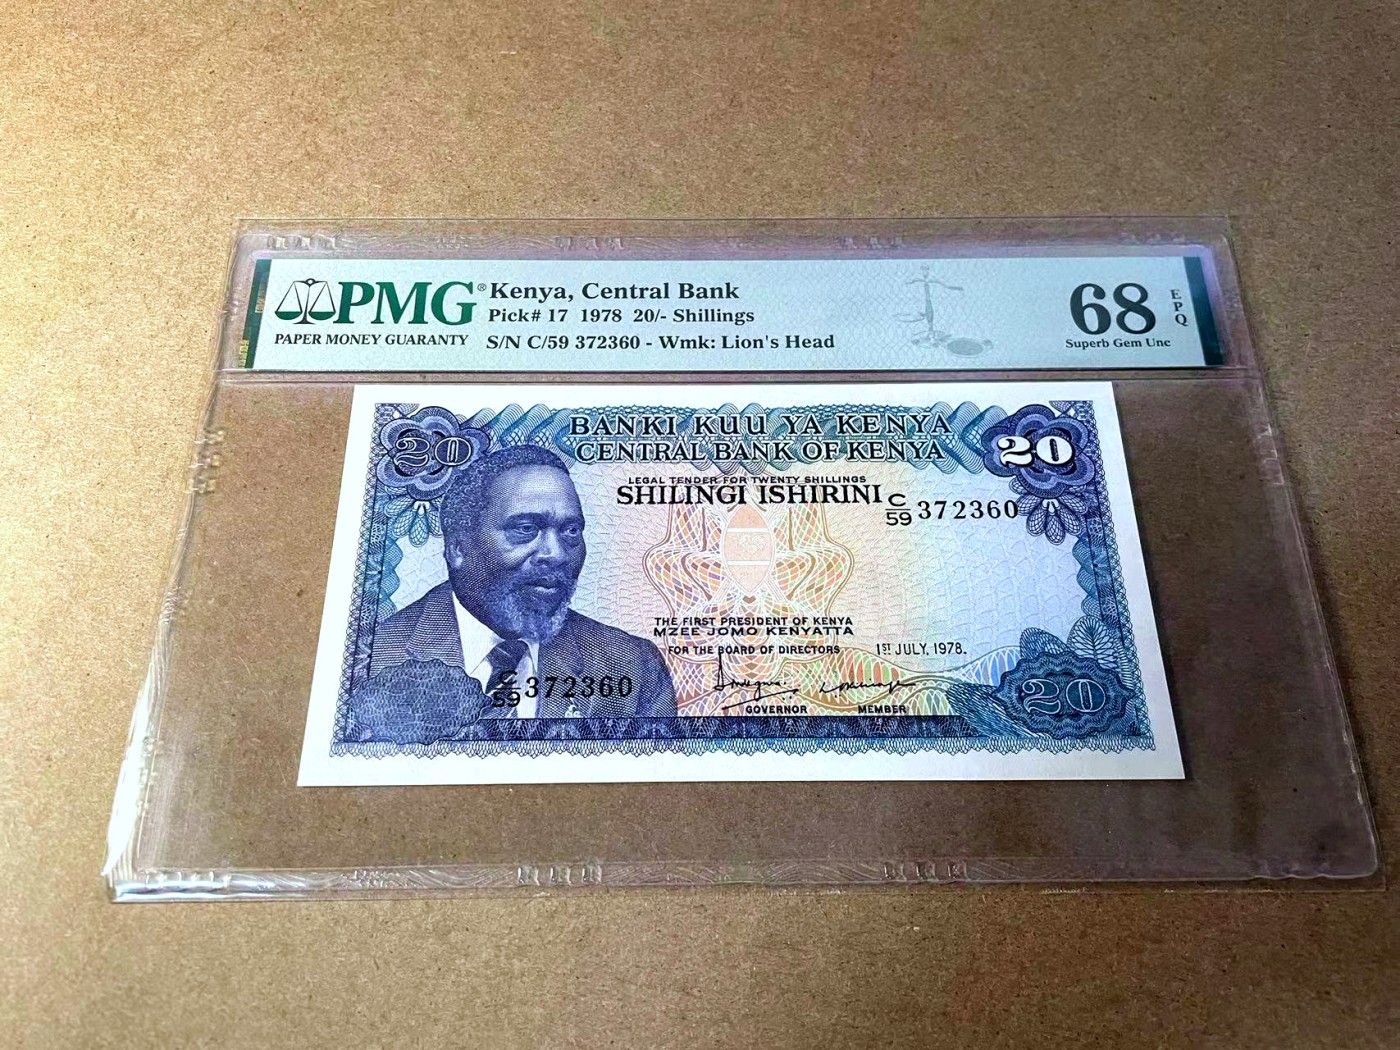 PMG®
PAPER MONEY GUARANTY
Kenya, Central Bank
Pick# 17 1978 20/- Shillings
S/N C/59 372360 - Wmk: Lion's Head
68 EPQ
Superb Gem Unc
20
BANKI KUU YA KENYA
CENTRAL BANK OF KENYA
20
LEGAL TENDER FOR TWENTY SHILLINGS
SHILINGI ISHIRINI
C/59 372360
THE FIRST PRESIDENT OF KENYA
MZEE JOMO KENYATTA
FOR THE BOARD OF DIRECTORS 1ST JULY, 1978.
C/59 372360
GOVERNOR MEMBER
20